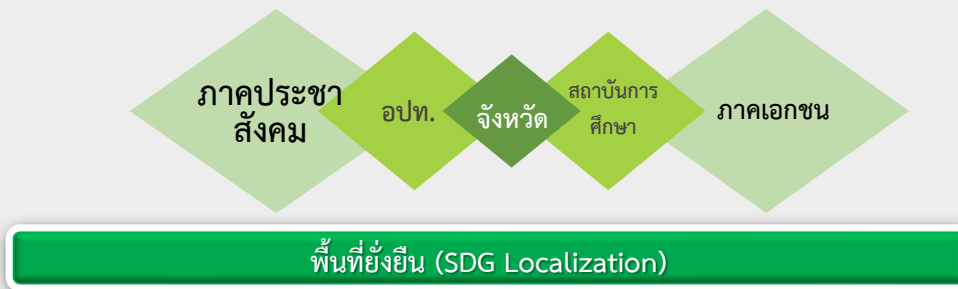 ภาคประชา
สังคม
อปท.
จังหวัด
สถาบันการ
ศึกษา
ภาคเอกชน
พื้นที่ยั่งยืน (SDG Localization)